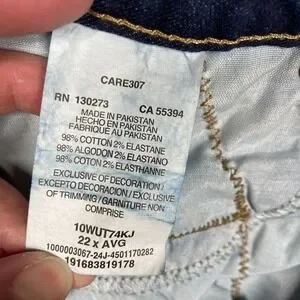 CARE307
RN 130273 CA 55394
MADE IN PAKISTAN
HECHO EN PAKISTAN
FABRIQUE AU PAKISTAN
98% COTTON 2% ELASTANE
98% ALGODON 2% ELASTANO
98% COTON 2% ELASTHANNE
EXCLUSIVE OF DECORATION/
EXCEPTO DECORACION/
EXCLUSIVE
OF TRIMMING/GARNITURE NON
COMPRISE
10WUT74KJ
22 x AVG
1000003067-24J-4501170282
191683819178